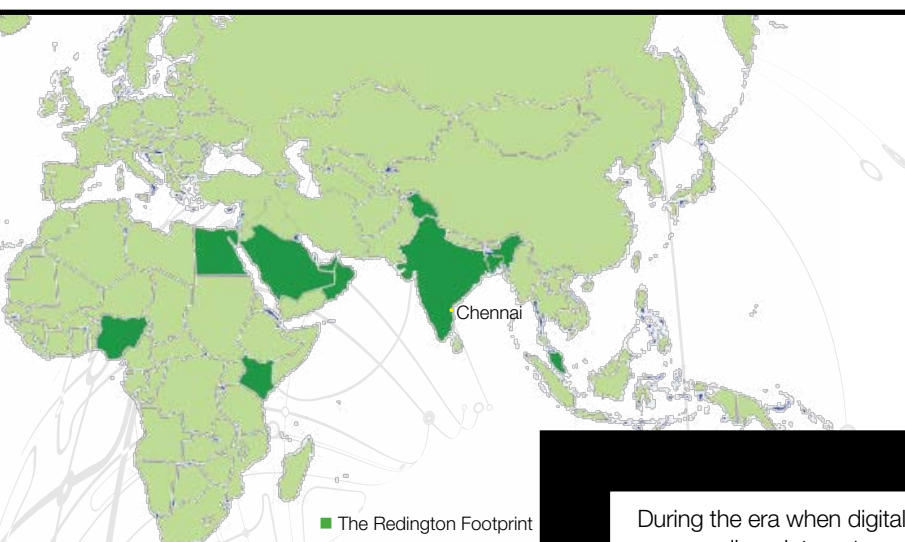 Chennai
The Redington Footprint
During the era when digital